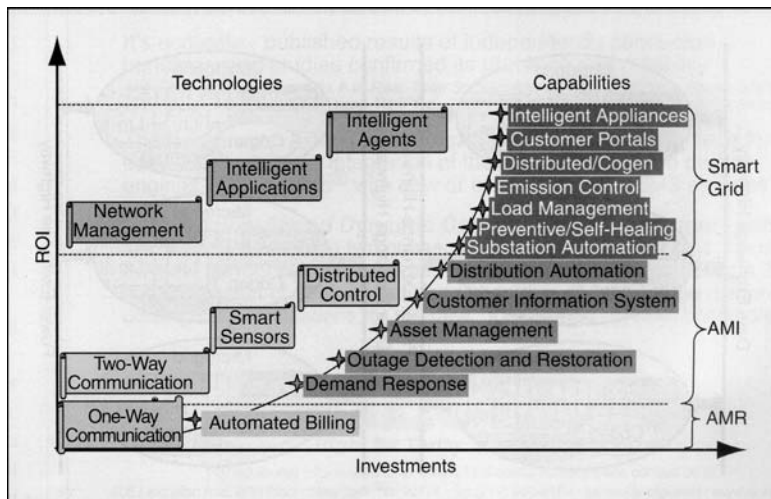 Technologies
Capabilities
Intelligent
Agents
Intelligent
Applications
Network
Management
Distributed
Control
Smart
Sensors
Two-Way
Communication
One-Way
Communication
Intelligent Appliances
Customer Portals
Distributed/Cogen
Emission Control
Load Management
Preventive/Self-Healing
Substation Automation
Distribution Automation
Customer Information System
Asset Management
Outage Detection and Restoration
Demand Response
Automated Billing
Smart
Grid
AMI
AMR
ROI
Investments